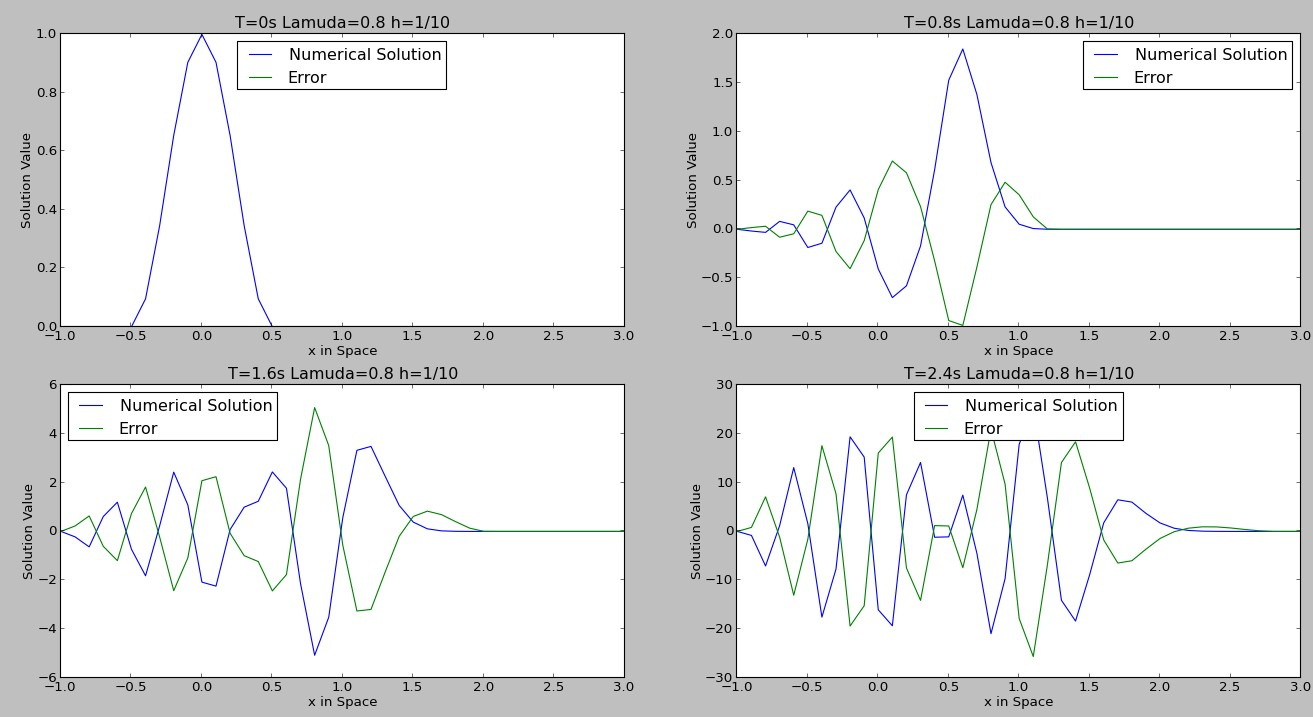 T=0s Lamuda=0.8 h=1/10
Solution Value
1.0
0.8
0.6
0.4
0.2
0.0
Numerical Solution
Error
−1.0 −0.5 0.0 0.5 1.0 1.5 2.0 2.5 3.0
x in Space
T=0.8s Lamuda=0.8 h=1/10
Solution Value
2.0
1.5
1.0
0.5
0.0
−0.5
−1.0
Numerical Solution
Error
−1.0 −0.5 0.0 0.5 1.0 1.5 2.0 2.5 3.0
x in Space
T=1.6s Lamuda=0.8 h=1/10
Solution Value
6
4
2
0
−2
−4
−6
Numerical Solution
Error
−1.0 −0.5 0.0 0.5 1.0 1.5 2.0 2.5 3.0
x in Space
T=2.4s Lamuda=0.8 h=1/10
Solution Value
30
20
10
0
−10
−20
−30
Numerical Solution
Error
−1.0 −0.5 0.0 0.5 1.0 1.5 2.0 2.5 3.0
x in Space